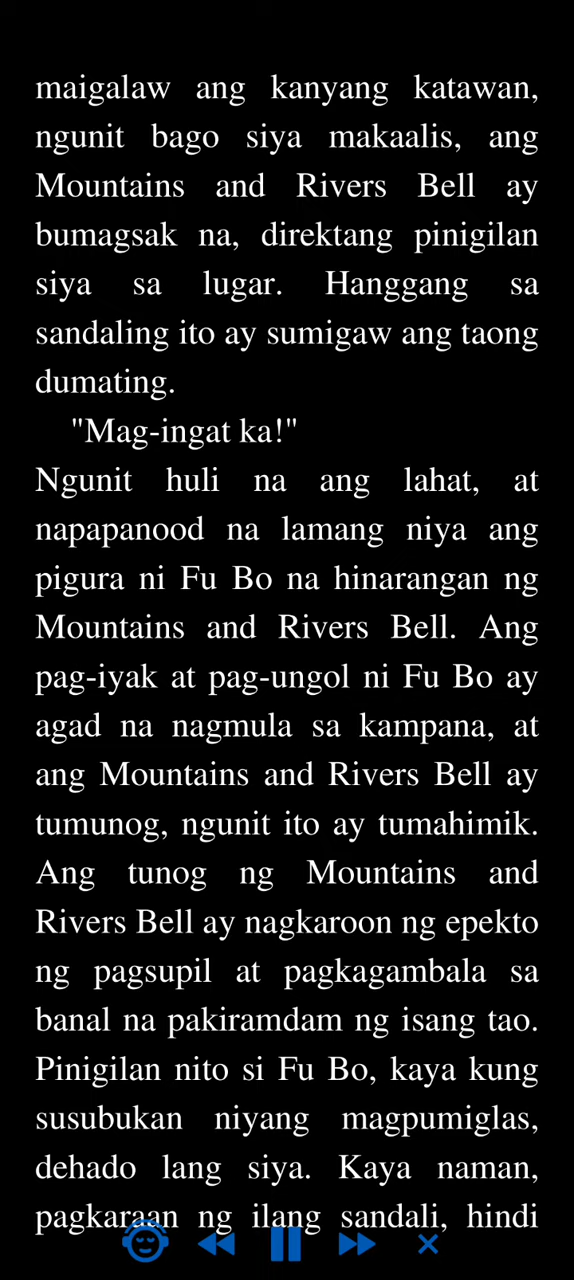 maigalaw ang kanyang katawan,
ngunit bago siya makaalis, ang
Mountains and Rivers Bell ay
bumagsak na, direktang pinigilan
siya sa lugar. Hanggang sa
sandaling ito ay sumigaw ang taong
dumating.
"Mag-ingat ka!"
Ngunit huli na ang lahat, at
napapanood na lamang niya ang
pigura ni Fu Bo na hinarangan ng
Mountains and Rivers Bell. Ang
pag-iyak at pag-ungol ni Fu Bo ay
agad na nagmula sa kampana, at
ang Mountains and Rivers Bell ay
tumunog, ngunit ito ay tumahimik.
Ang tunog ng Mountains and
Rivers Bell ay nagkaroon ng epekto
ng pagsupil at pagkagambala sa
banal na pakiramdam ng isang tao.
Pinigilan nito si Fu Bo, kaya kung
susubukan niyang magpumiglas,
dehado lang siya. Kaya naman,
pagkaraan ng ilang sandali, hindi